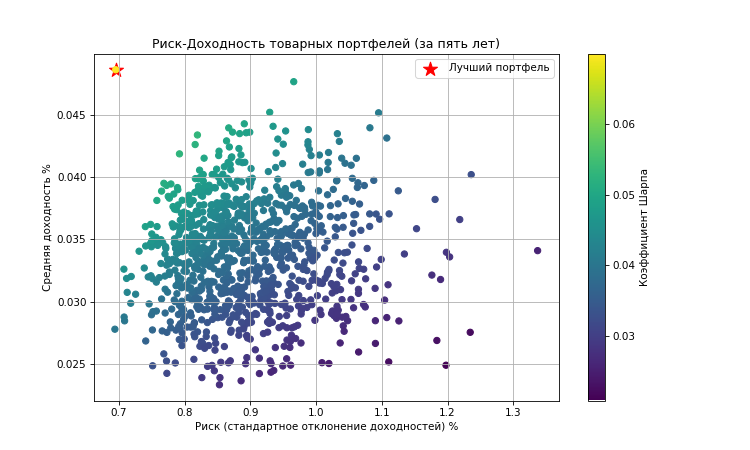 Риск-Доходность товарных портфелей (за пять лет)
Лучший портфель
Средняя доходность %
0.045
0.040
0.035
0.030
0.025
0.7 0.8 0.9 1.0 1.1 1.2 1.3
Риск (стандартное отклонение доходностей) %
0.06
0.05
0.04
0.03
Коэффициент Шарпа